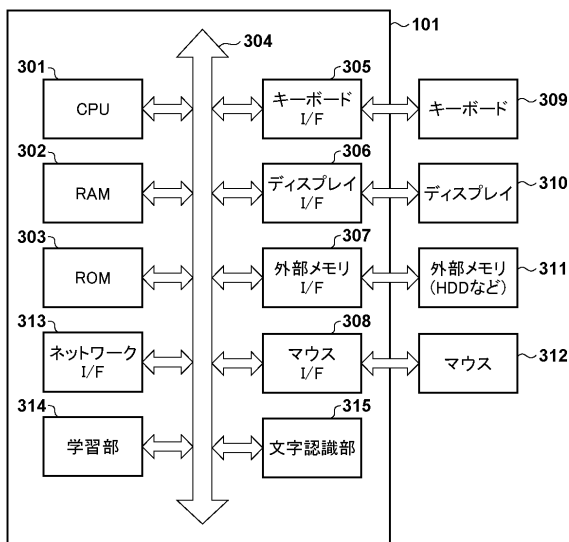 101
304
301
CPU
302
RAM
303
ROM
313
ネットワーク
I/F
314
学習部
305
キーボード
I/F
306
ディスプレイ
I/F
307
外部メモリ
I/F
308
マウス
I/F
315
文字認識部
309
キーボード
310
ディスプレイ
311
外部メモリ
(HDDなど)
312
マウス